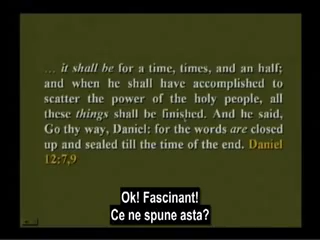 ... it shall be for a time, times, and an half;
and when he shall have accomplished to
scatter the power of the holy people, all
these things shall be finished. And he said,
Go thy way, Daniel: for the words are closed
up and sealed till the time of the end. Daniel
12:7,9
Ok! Fascinant!
Ce ne spune asta?